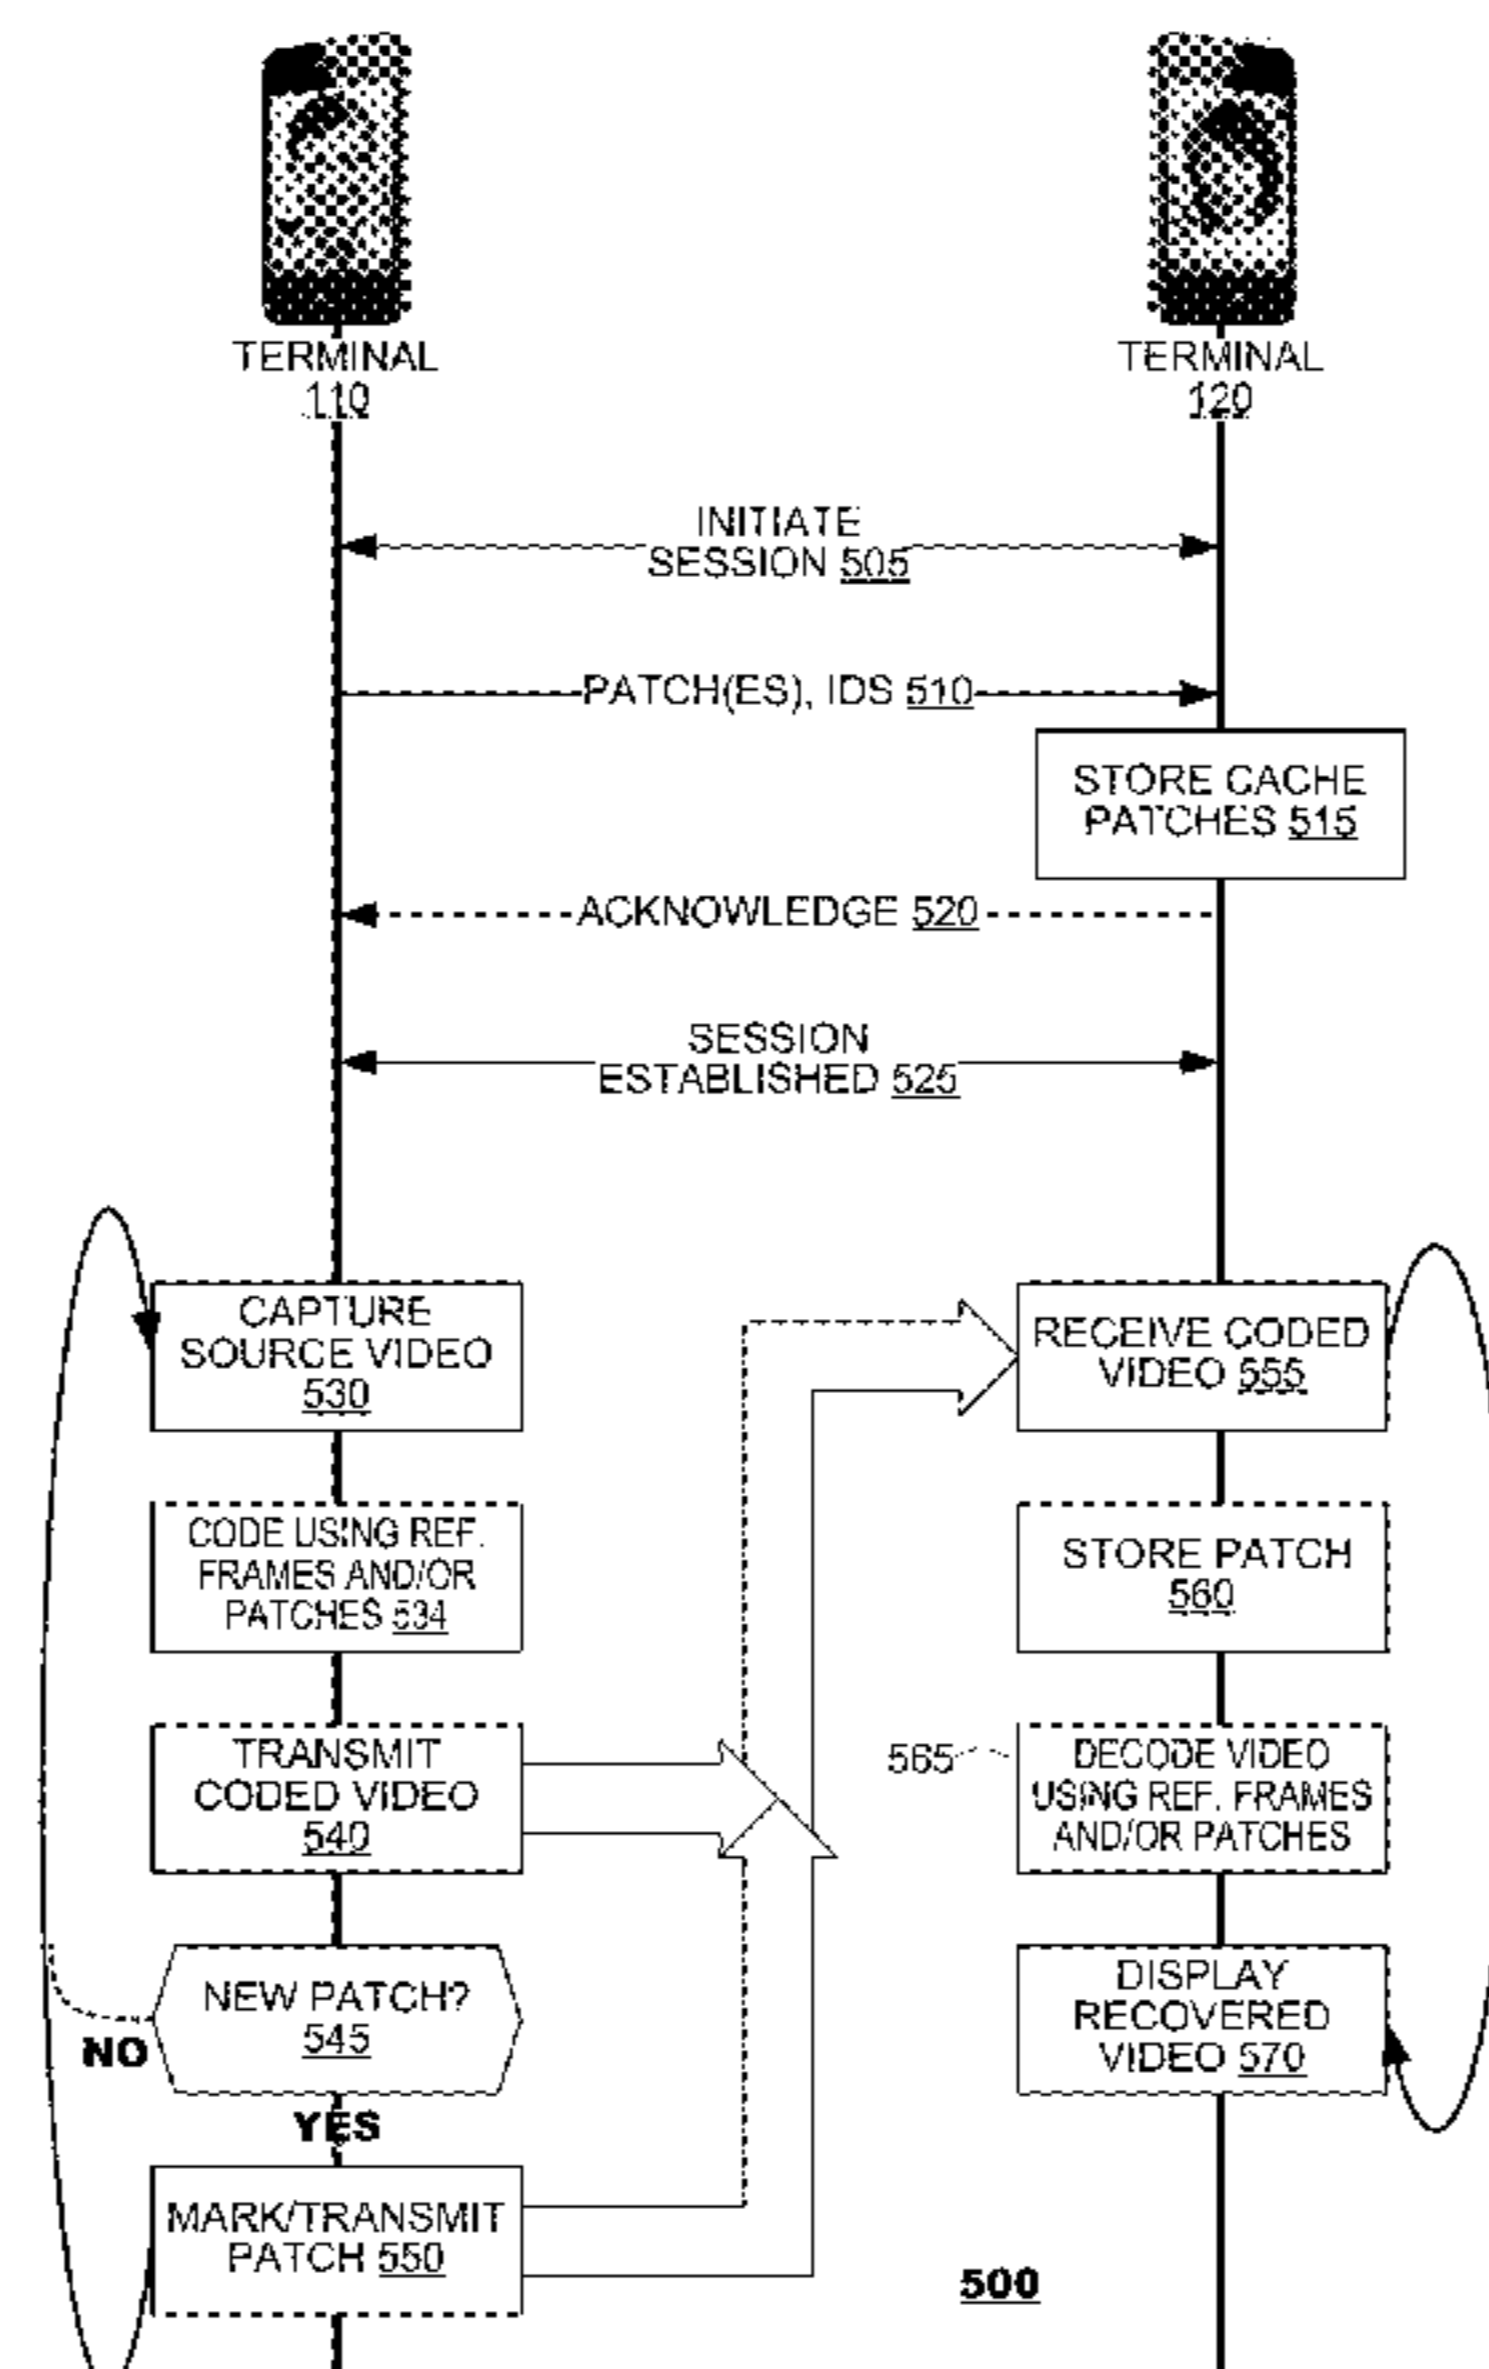 TERMINAL
110
TERMINAL
120
INITIATE
SESSION 505
PATCH(ES), IDS 510
STORE CACHE
PATCHES 515
ACKNOWLEDGE 520
SESSION
ESTABLISHED 525
CAPTURE
SOURCE VIDEO
530
RECEIVE CODED
VIDEO 555
CODE USING REF.
FRAMES AND/OR
PATCHES 534
STORE PATCH
560
TRANSMIT
CODED VIDEO
540
565
DECODE VIDEO
USING REF. FRAMES
AND/OR PATCHES
NEW PATCH?
545
NO
YES
DISPLAY
RECOVERED
VIDEO 570
MARK/TRANSMIT
PATCH 550
500